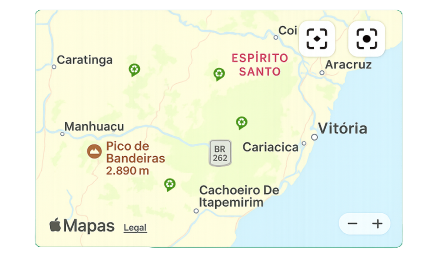 Coi
Caratinga
ESPÍRITO
SANTO
Aracruz
Manhuaçu
Vitória
Pico de
Bandeiras
2.890 m
BR
262
Cariacica
Cachoeiro De
Itapemirim
Mapas
Legal